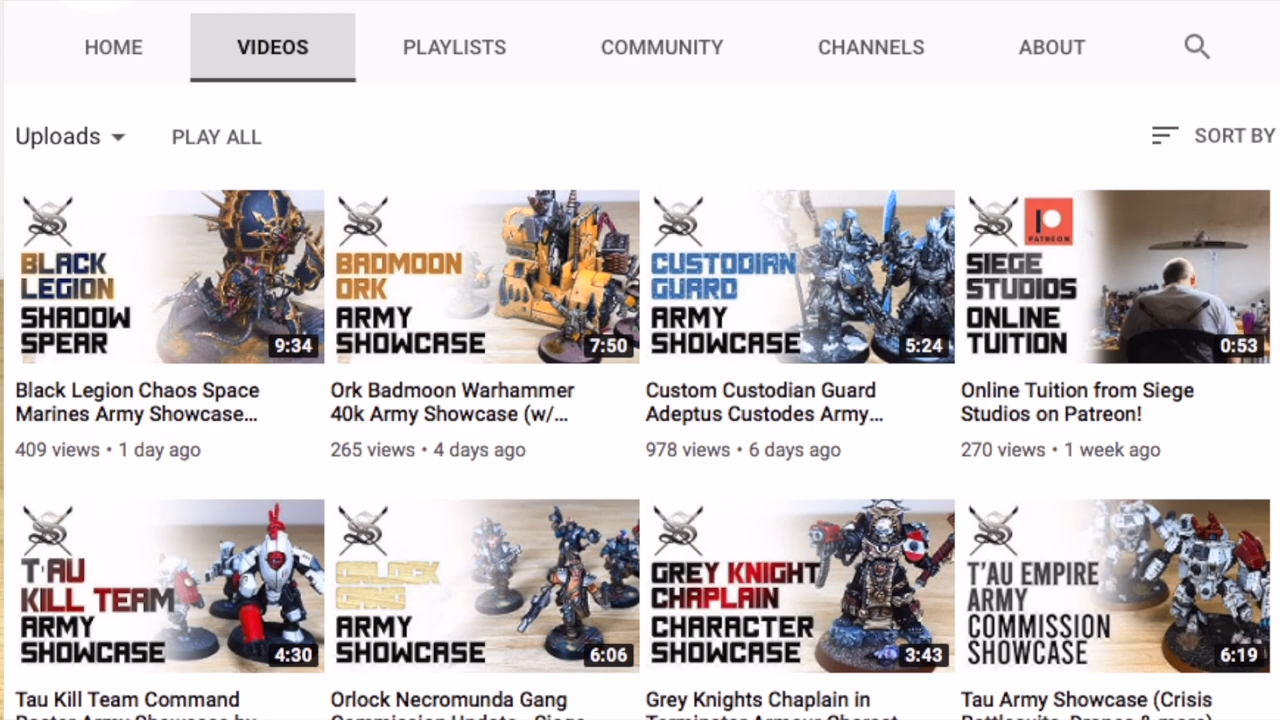 HOME VIDEOS PLAYLISTS COMMUNITY CHANNELS ABOUT
Uploads PLAY ALL SORT BY
BLACK
LEGION
SHADOW
SPEAR
9:34
BADMOON
ORK
ARMY
SHOWCASE
7:50
CUSTODIAN
GUARD
ARMY
SHOWCASE
5:24
PATREON
SIEGE
STUDIOS
ONLINE
TUITION
0:53
Black Legion Chaos Space
Marines Army Showcase...
409 views • 1 day ago
Ork Badmoon Warhammer
40k Army Showcase (w/...
265 views • 4 days ago
Custom Custodian Guard
Adeptus Custodes Army...
978 views • 6 days ago
Online Tuition from Siege
Studios on Patreon!
270 views • 1 week ago
T'AU
KILL TEAM
ARMY
SHOWCASE
4:30
ORLOCK
GANG
ARMY
SHOWCASE
6:06
GREY KNIGHT
CHAPLAIN
CHARACTER
SHOWCASE
3:43
T'AU EMPIRE
ARMY
COMMISSION
SHOWCASE
6:19
Tau Kill Team Command
Orlock Necromunda Gang
Grey Knights Chaplain in
Tau Army Showcase (Crisis